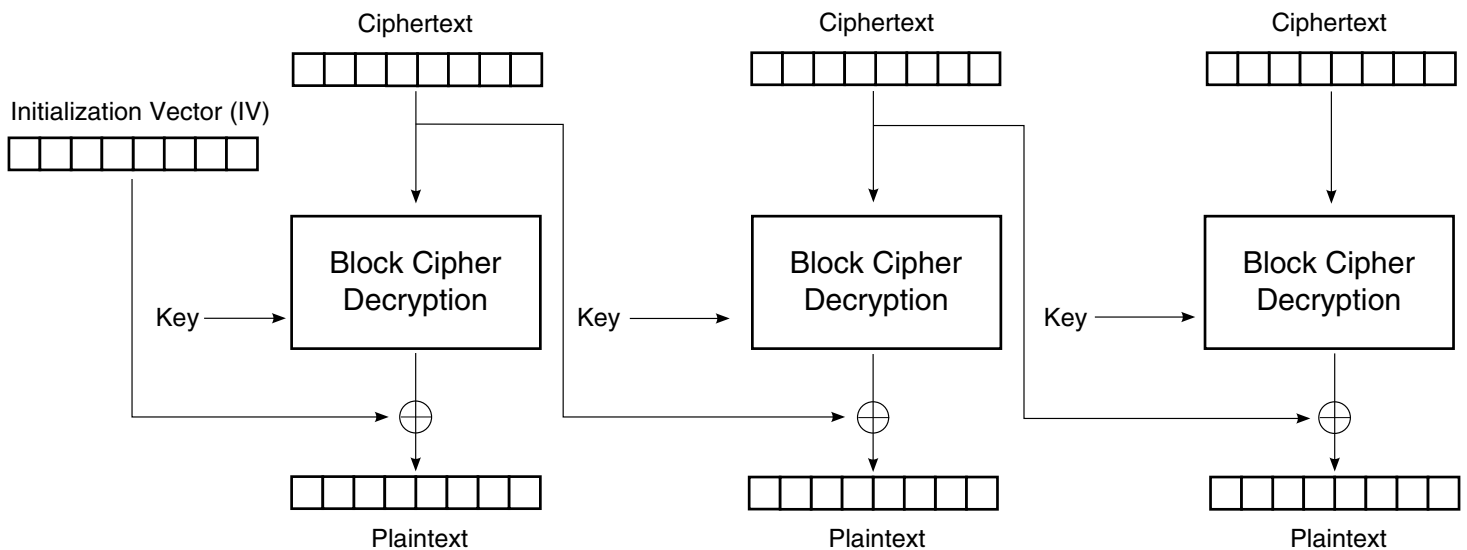 Ciphertext
Ciphertext
Ciphertext
Initialization Vector (IV)
Block Cipher
Decryption
Block Cipher
Decryption
Block Cipher
Decryption
Key
Key
Key
Plaintext
Plaintext
Plaintext